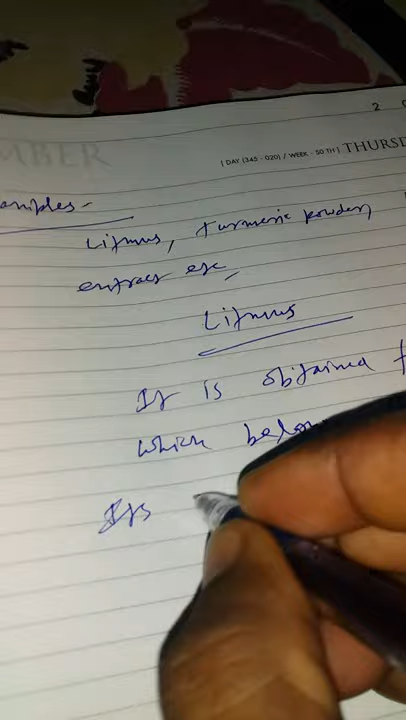 MBER
2
( DAY (345 - 020) / WEEK - 50 TH ) THURSD
amples-
Litmus, turmeric powder,
extract etc,
Litmus
It is obtained f
which belon
Its